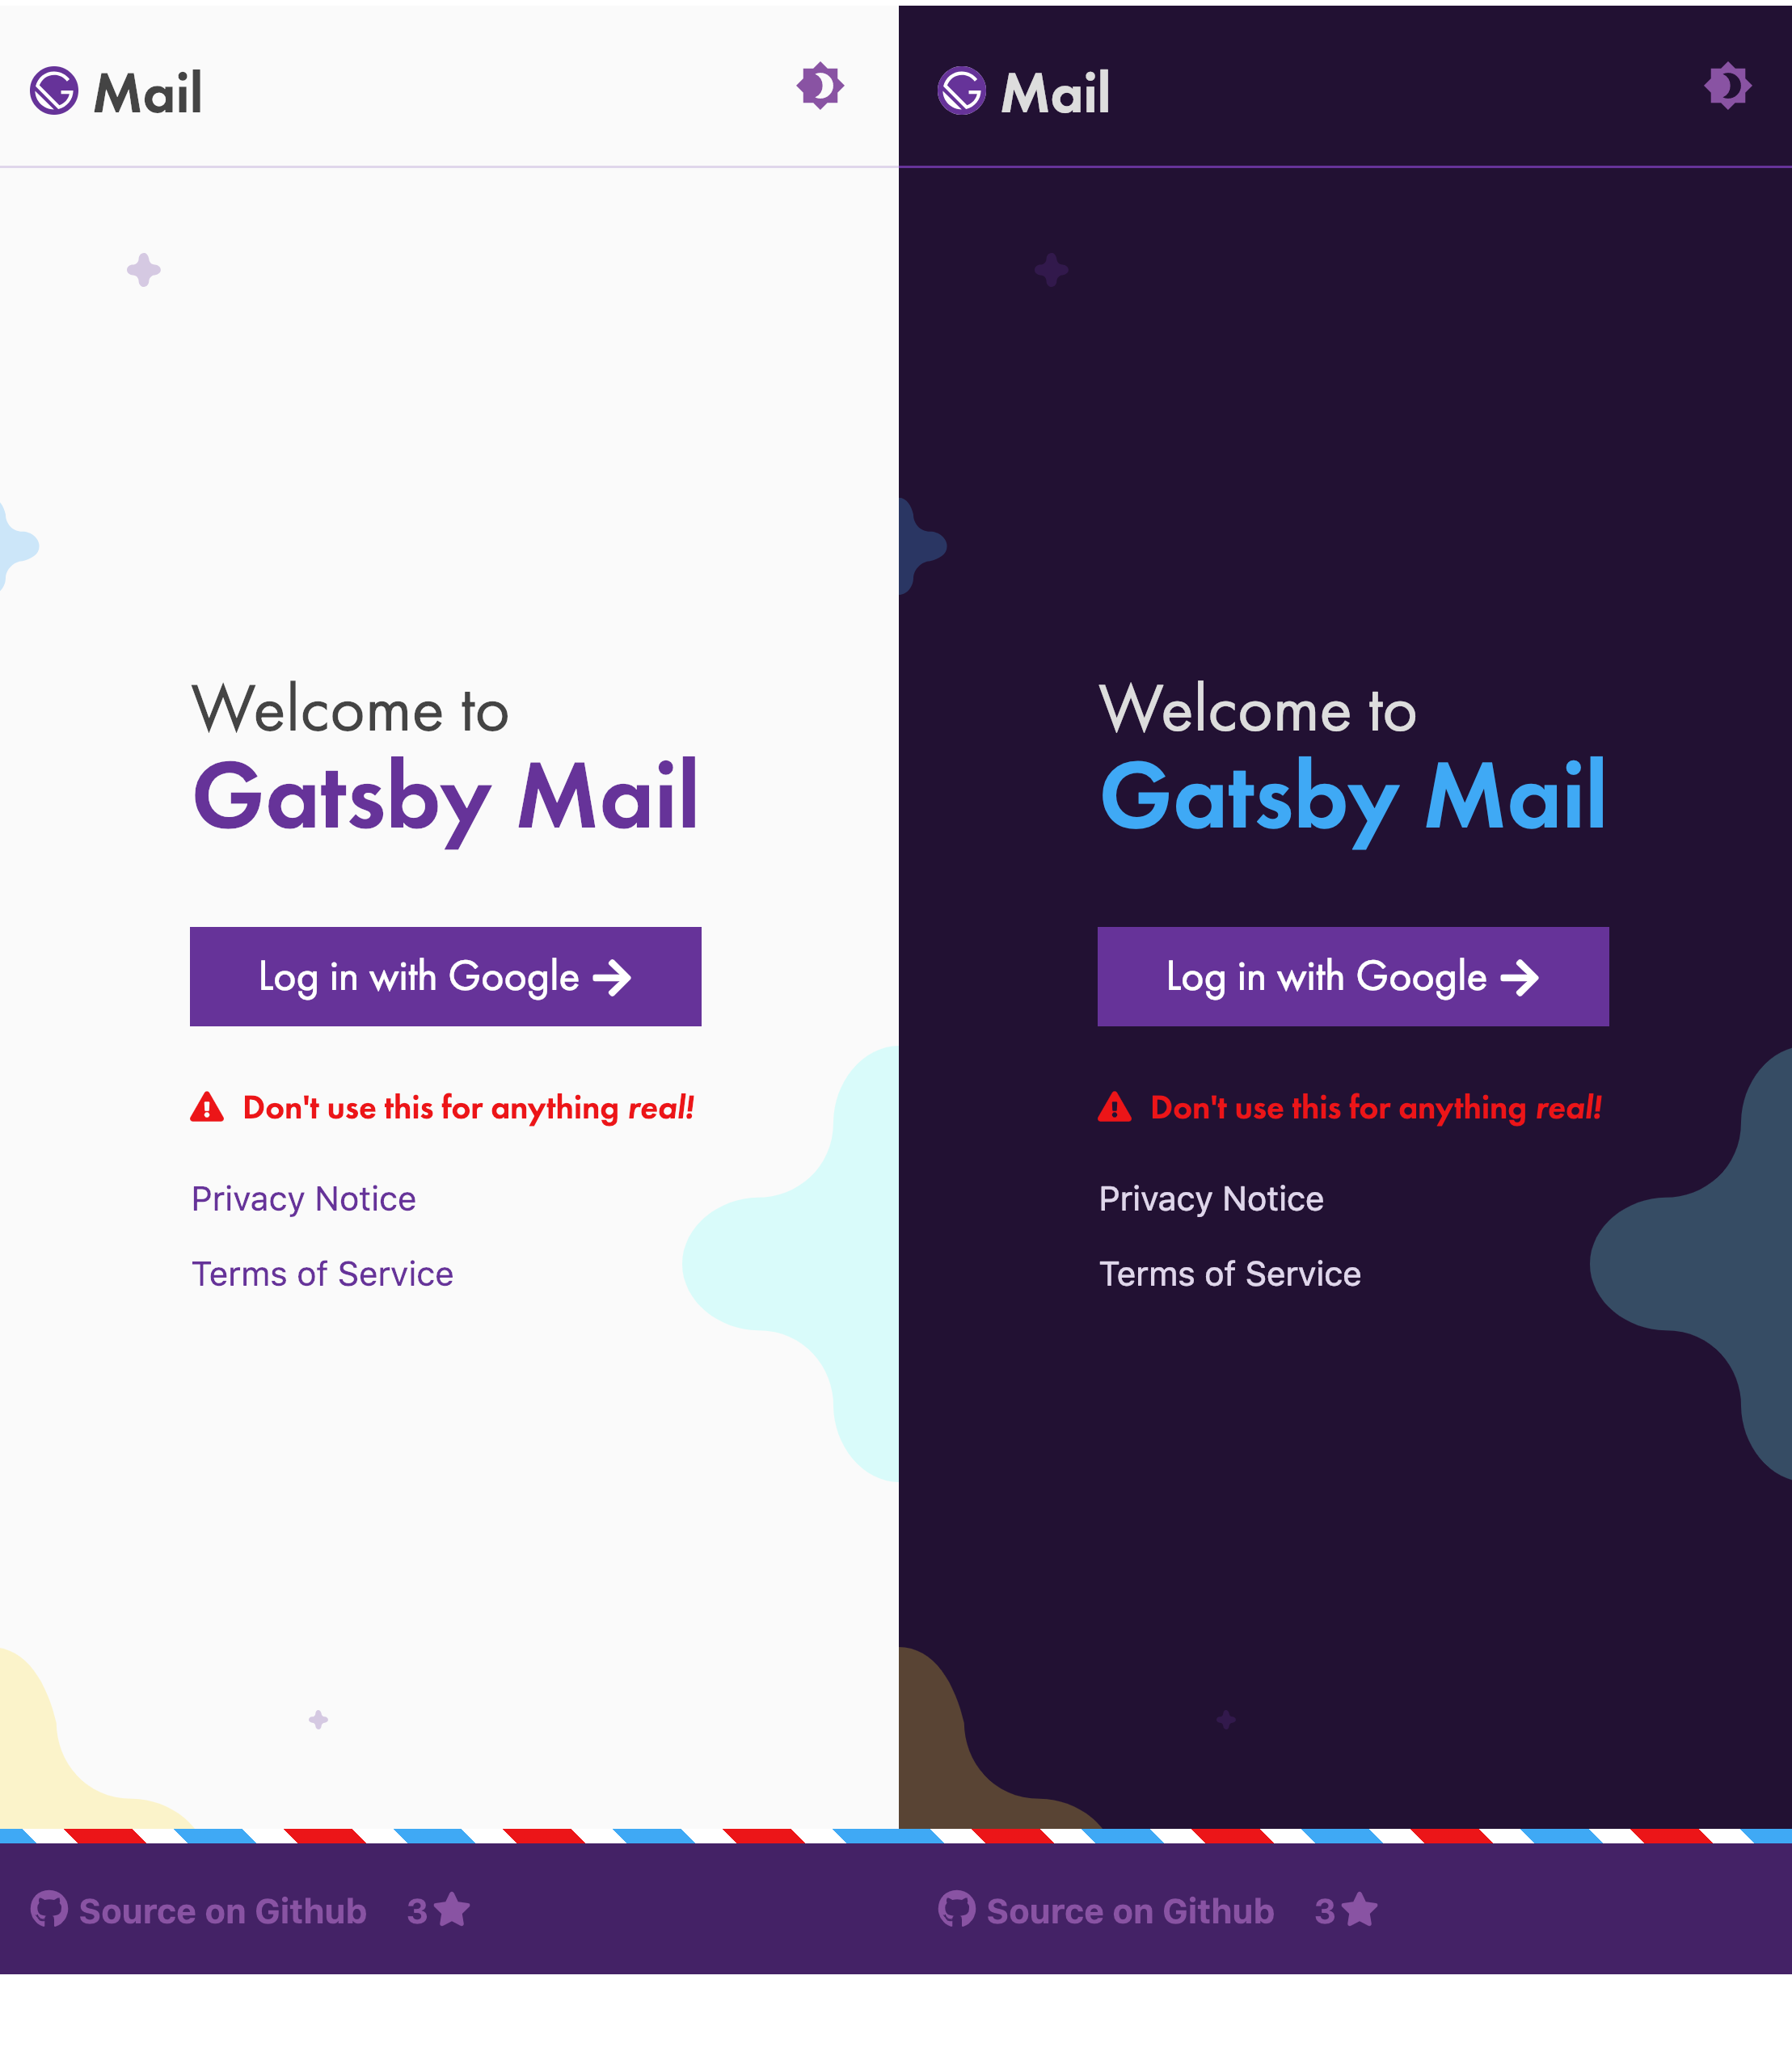 Mail
Welcome to
Gatsby Mail
Log in with Google
Don't use this for anything real!
Privacy Notice
Terms of Service
Source on Github 3
Mail
Welcome to
Gatsby Mail
Log in with Google
Don't use this for anything real!
Privacy Notice
Terms of Service
Source on Github 3